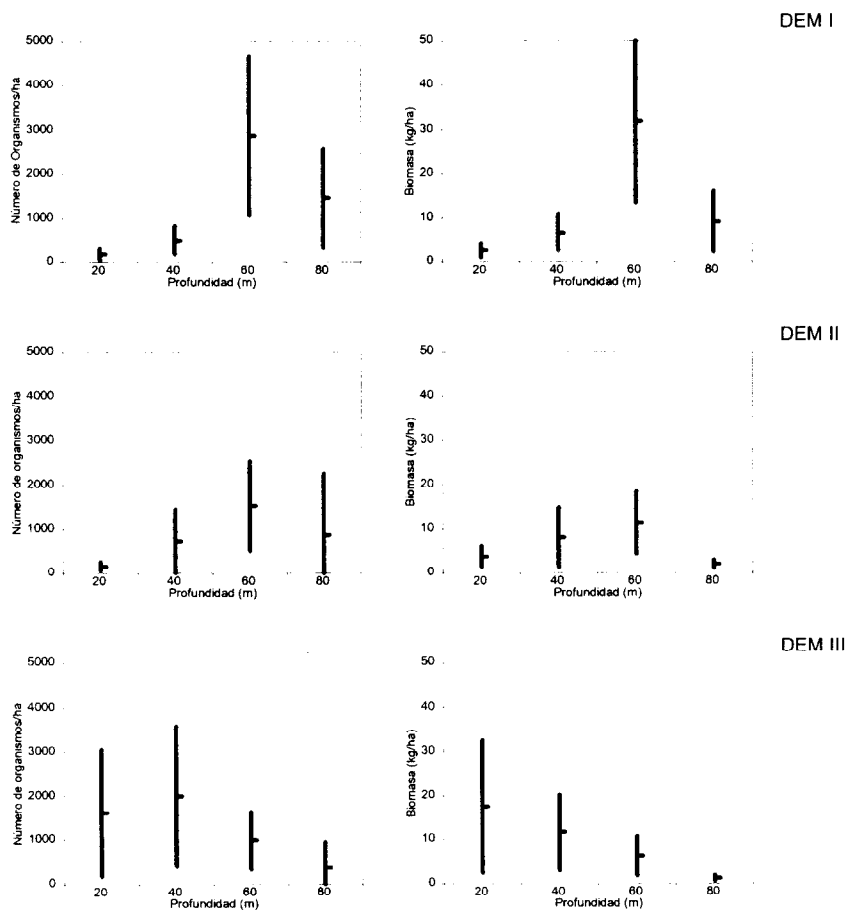 DEM I
Número de Organismos/ha
5000
4000
3000
2000
1000
0
20 40 60 80
Profundidad (m)
Biomasa (kg/ha)
50
40
30
20
10
0
20 40 60 80
Profundidad (m)
DEM II
Número de organismos/ha
5000
4000
3000
2000
1000
0
20 40 60 80
Profundidad (m)
Biomasa (kg/ha)
50
40
30
20
10
0
20 40 60 80
Profundidad (m)
DEM III
Número de organismos/ha
5000
4000
3000
2000
1000
0
20 40 60 80
Profundidad (m)
Biomasa (kg/ha)
50
40
30
20
10
0
20 40 60 80
Profundidad (m)